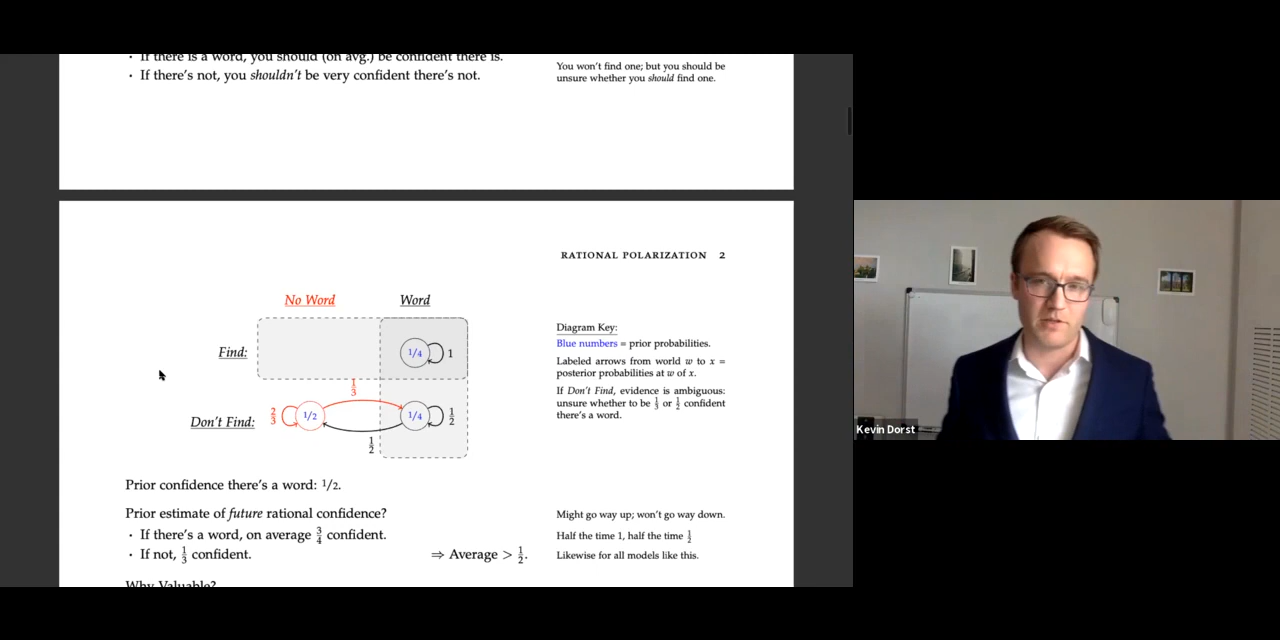 · If there is a word, you should (on avg.) be confident there is.
· If there's not, you shouldn't be very confident there's not.
You won't find one; but you should be
unsure whether you should find one.
RATIONAL POLARIZATION 2
No Word Word
Find:
1/4 1
1/3
Don't Find:
2/3 1/2 1/4 1/2
1/2
Diagram Key:
Blue numbers = prior probabilities.
Labeled arrows from world w to x =
posterior probabilities at w of x.
If Don't Find, evidence is ambiguous:
unsure whether to be 1/3 or 1/2 confident
there's a word.
Prior confidence there's a word: 1/2.
Prior estimate of future rational confidence?
Might go way up; won't go way down.
· If there's a word, on average 3/4 confident.
Half the time 1, half the time 1/2
· If not, 1/3 confident.
⇒ Average > 1/2.
Likewise for all models like this.
Why Valuable?
Kevin Dorst